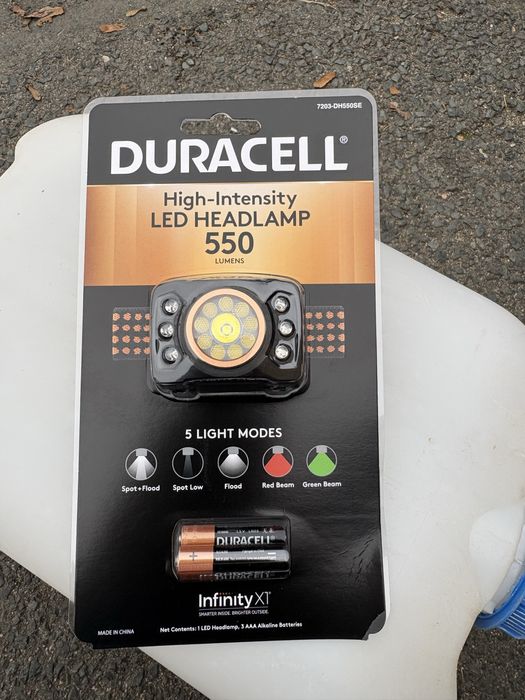 7203-DH550SE
DURACELL®
High-Intensity
LED HEADLAMP
550
LUMENS
5 LIGHT MODES
Spot+Flood Spot Low Flood Red Beam Green Beam
DURACELL
DURACELL
Infinity X1
SMARTER INSIDE. BRIGHTER OUTSIDE.
MADE IN CHINA
Net Contents: 1 LED Headlamp, 3 AAA Alkaline Batteries